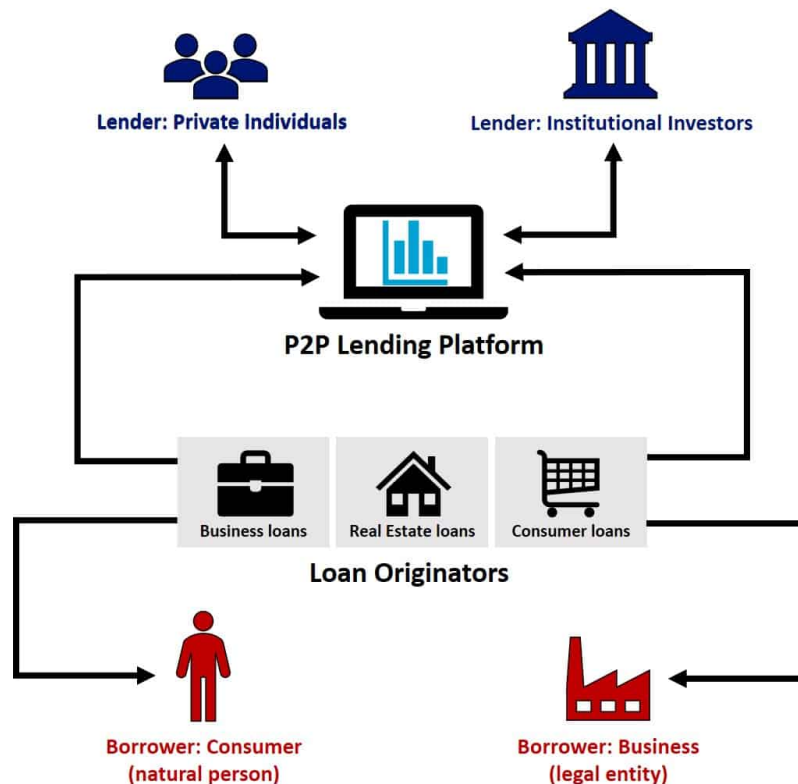 Lender: Private Individuals
Lender: Institutional Investors
P2P Lending Platform
Business loans
Real Estate loans
Consumer loans
Loan Originators
Borrower: Consumer
(natural person)
Borrower: Business
(legal entity)